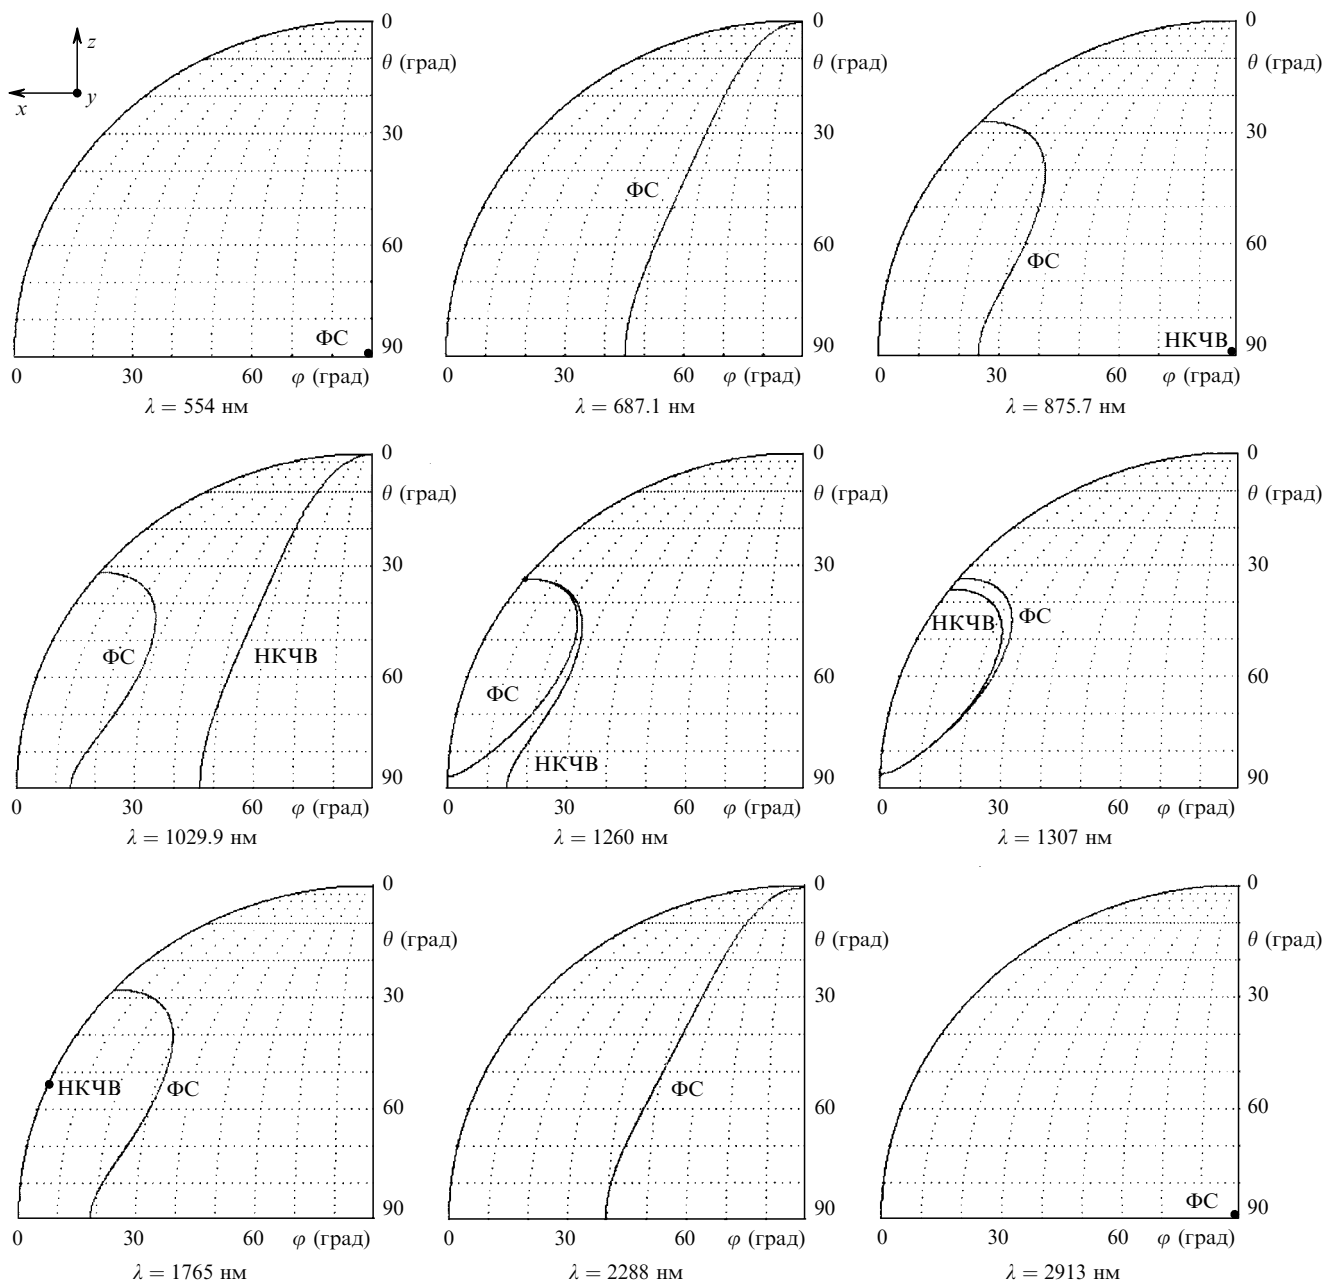 z
x
y
0
θ (град)
30
60
90
ФС
0
30
φ (град)
λ = 554 нм
0
θ (град)
30
60
90
ФС
0
30
60
φ (град)
λ = 687.1 нм
0
θ (град)
30
60
90
ФС
НКЧВ
0
30
60
φ (град)
λ = 875.7 нм
0
θ (град)
30
60
90
ФС
НКЧВ
0
30
60
φ (град)
λ = 1029.9 нм
0
θ (град)
30
60
90
ФС
НКЧВ
0
30
60
φ (град)
λ = 1260 нм
0
θ (град)
30
60
90
НКЧВ
ФС
0
30
60
φ (град)
λ = 1307 нм
0
θ (град)
30
60
90
НКЧВ
ФС
0
30
60
φ (град)
λ = 1765 нм
0
θ (град)
30
60
90
ФС
0
30
60
φ (град)
λ = 2288 нм
0
θ (град)
30
60
90
ФС
0
30
60
φ (град)
λ = 2913 нм